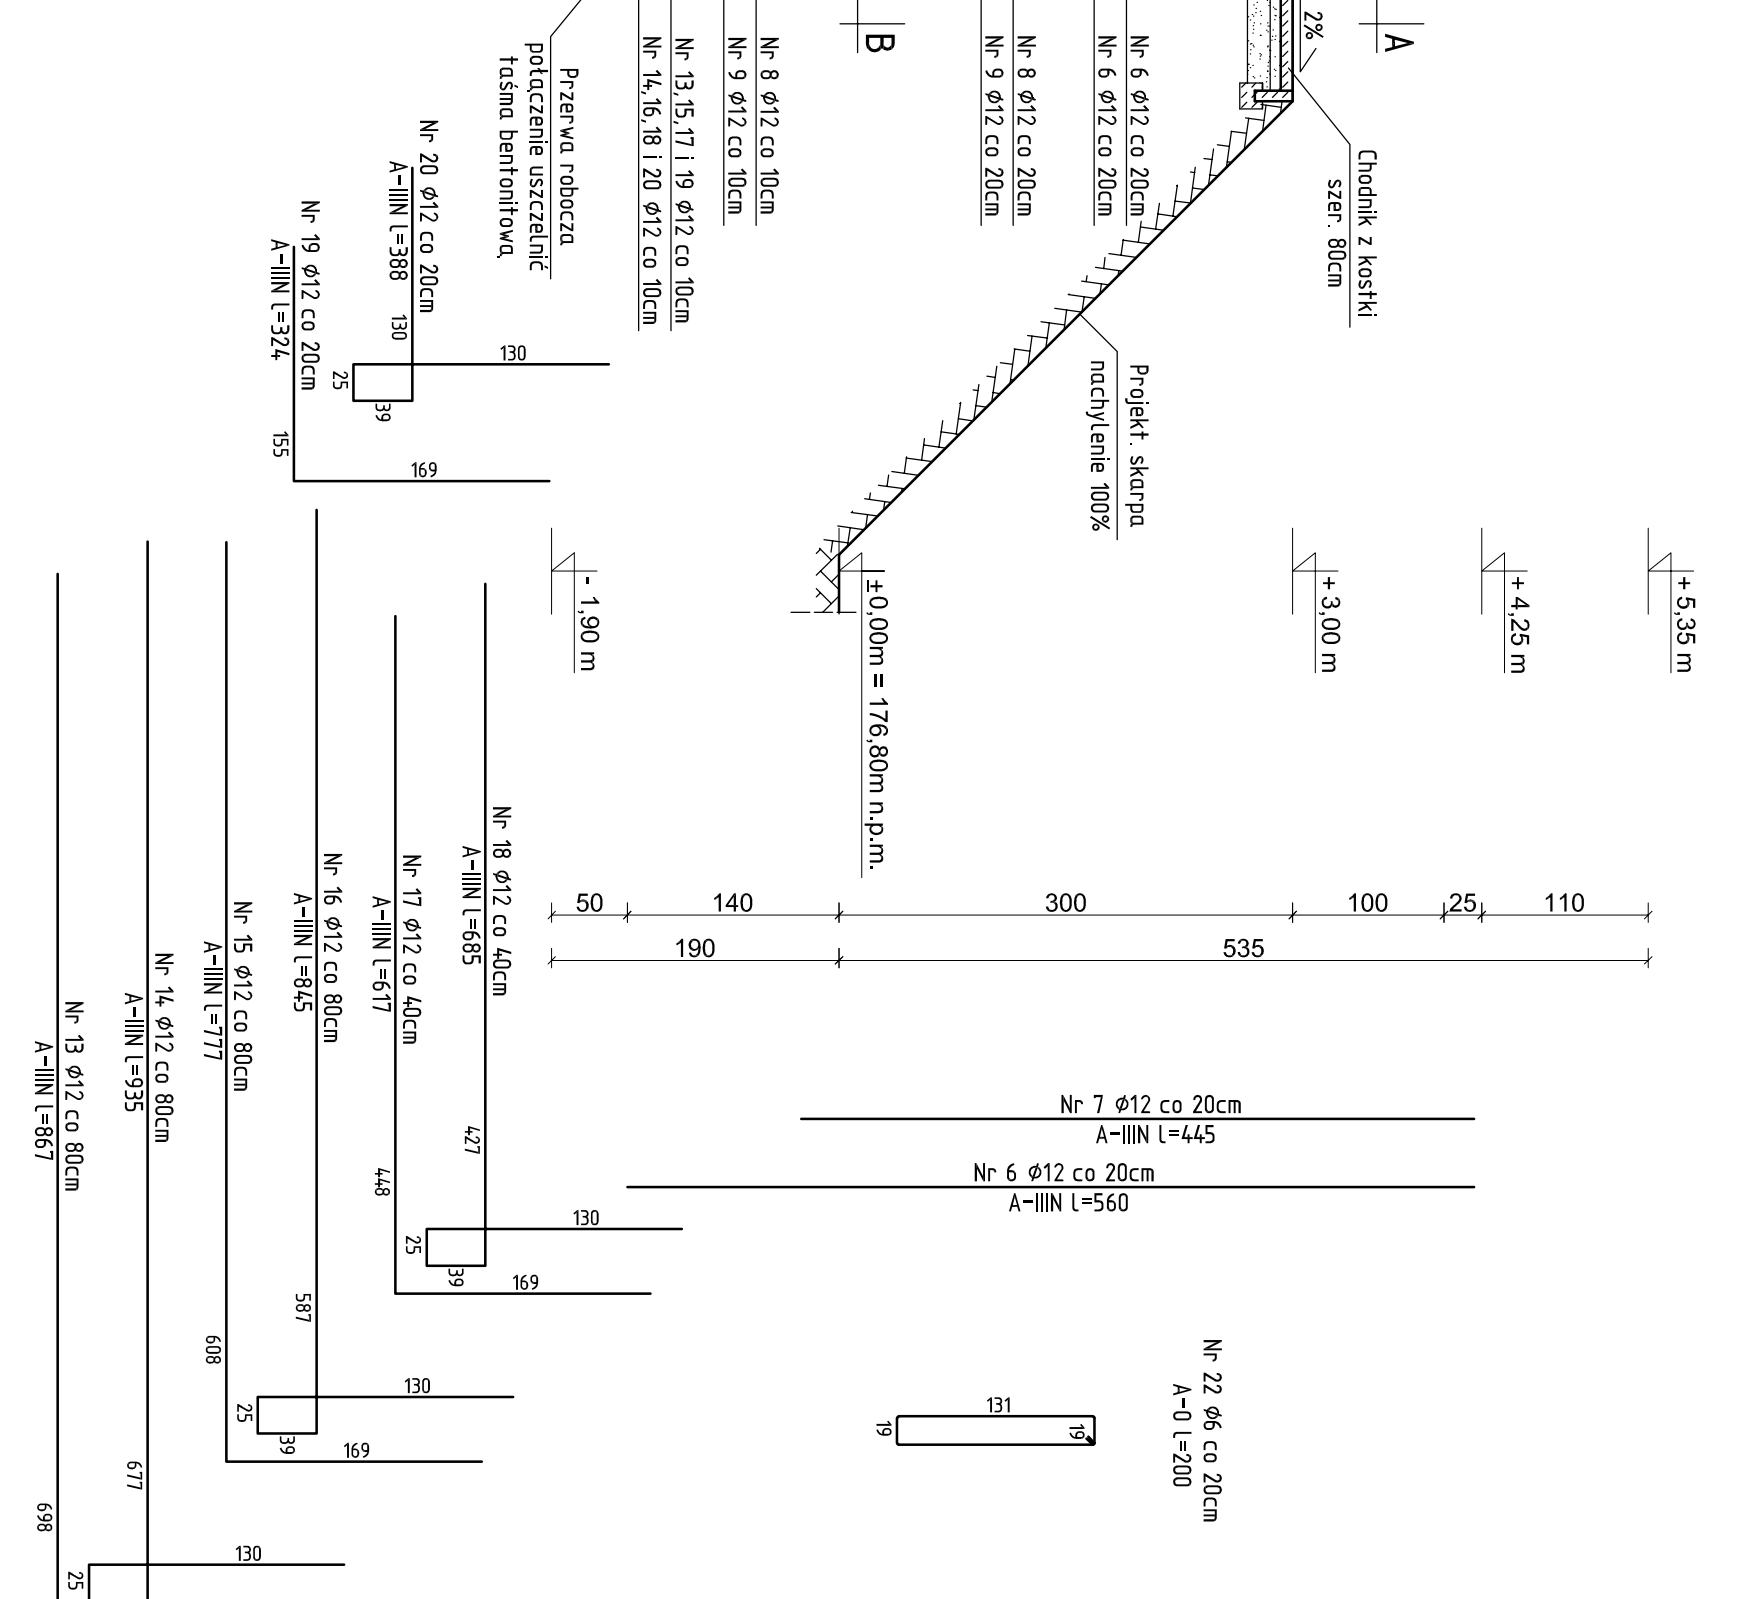 2%
A
B
Chodnik z kostki
szer. 80cm
Nr 6 ϕ12 co 20cm
Nr 6 ϕ12 co 20cm
Nr 8 ϕ12 co 20cm
Nr 9 ϕ12 co 20cm
Nr 8 ϕ12 co 10cm
Nr 9 ϕ12 co 10cm
Nr 13,15,17 i 19 ϕ12 co 10cm
Nr 14,16,18 i 20 ϕ12 co 10cm
Przerwa robocza
połączenie uszczelnić
taśma bentonitową
Projekt. skarpa
nachylenie 100%
+ 5,35 m
+ 4,25 m
+ 3,00 m
±0,00m = 176,80m n.p.m.
- 1,90 m
50
140
300
100
25
110
190
535
Nr 20 ϕ12 co 20cm
A-IIIN l=388
130
130
25
39
Nr 19 ϕ12 co 20cm
A-IIIN l=324
155
169
Nr 18 ϕ12 co 40cm
A-IIIN l=685
427
130
25
39
Nr 17 ϕ12 co 40cm
A-IIIN l=617
448
169
Nr 16 ϕ12 co 80cm
A-IIIN l=845
587
130
25
39
Nr 15 ϕ12 co 80cm
A-IIIN l=777
608
169
Nr 14 ϕ12 co 80cm
A-IIIN l=935
677
130
25
Nr 13 ϕ12 co 80cm
A-IIIN l=867
698
Nr 7 ϕ12 co 20cm
A-IIIN l=445
Nr 6 ϕ12 co 20cm
A-IIIN l=560
Nr 22 ϕ6 co 20cm
A-0 l=200
131
19
19